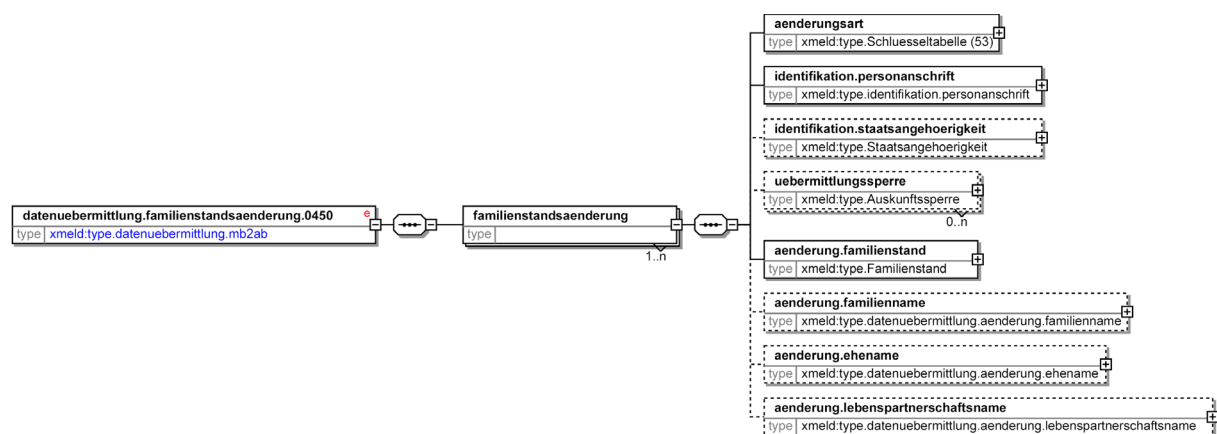 aenderungsart
type xmeld:type.Schluesseltabelle (53)
identifikation.personanschrift
type xmeld:type.identifikation.personanschrift
identifikation.staatsangehoerigkeit
type xmeld:type.Staatsangehoerigkeit
uebermittlungssperre
type xmeld:type.Auskunftssperre
0..n
datenuebermittlung.familienstandsaenderung.0450 e
type xmeld:type.datenuebermittlung.mb2ab
familienstandsaenderung
type
1..n
aenderung.familienstand
type xmeld:type.Familienstand
aenderung.familienname
type xmeld:type.datenuebermittlung.aenderung.familienname
aenderung.ehename
type xmeld:type.datenuebermittlung.aenderung.ehename
aenderung.lebenspartnerschaftsname
type xmeld:type.datenuebermittlung.aenderung.lebenspartnerschaftsname